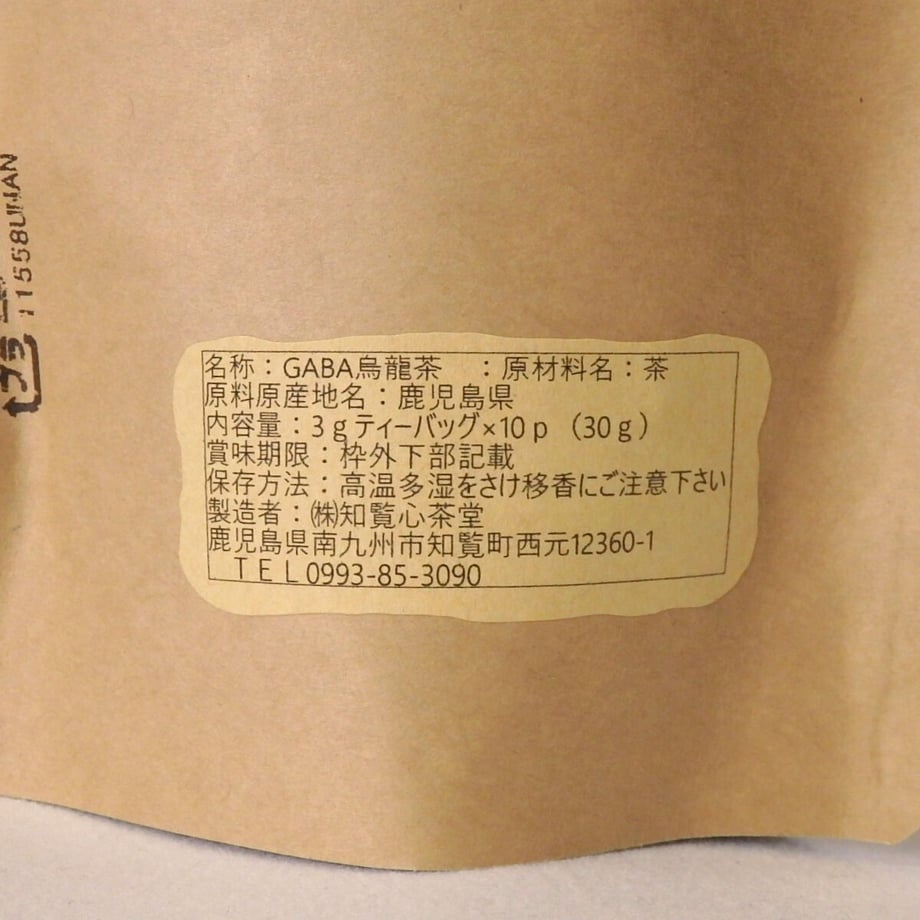 名称：GABA烏龍茶　：原材料名：茶
原料原産地名：鹿児島県
内容量：3ｇティーバッグ×10ｐ（30ｇ）
賞味期限：枠外下部記載
保存方法：高温多湿をさけ移香にご注意下さい
製造者：㈱知覧心茶堂
鹿児島県南九州市知覧町西元12360-1
ＴＥＬ0993-85-3090
プラ